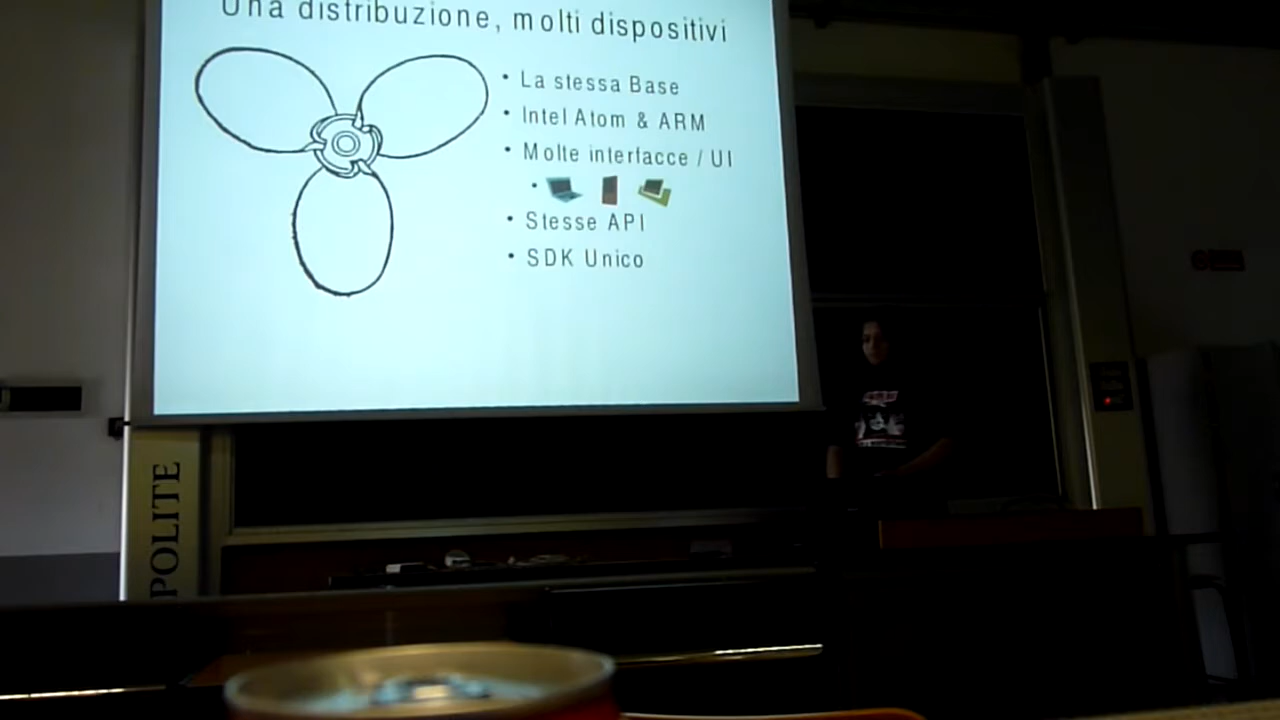 Una distribuzione, molti dispositivi
• La stessa Base
• Intel Atom & ARM
• Molte interfacce / UI
•
• Stesse API
• SDK Unico
POLITE